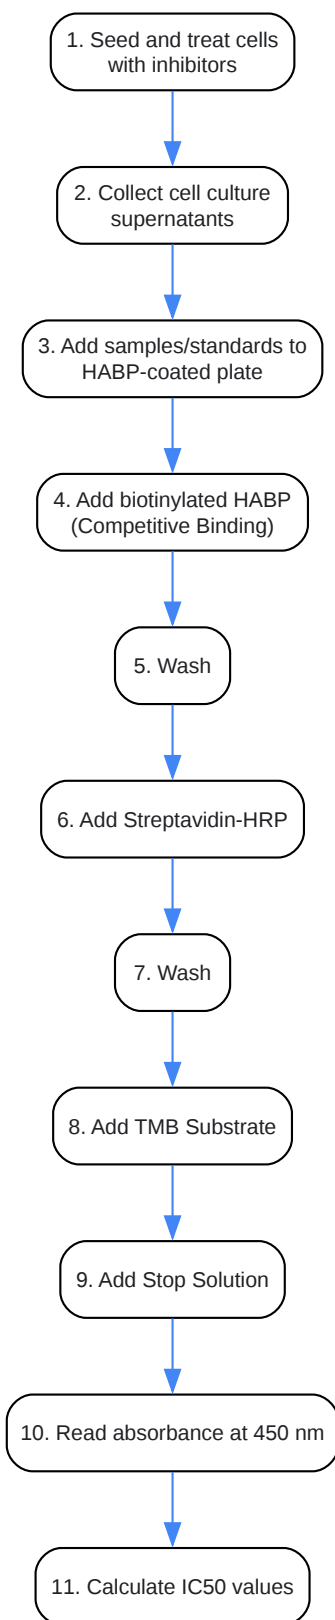 1. Seed and treat cells
with inhibitors
2. Collect cell culture
supernatants
3. Add samples/standards to
HABP-coated plate
4. Add biotinylated HABP
(Competitive Binding)
5. Wash
6. Add Streptavidin-HRP
7. Wash
8. Add TMB Substrate
9. Add Stop Solution
10. Read absorbance at 450 nm
11. Calculate IC50 values